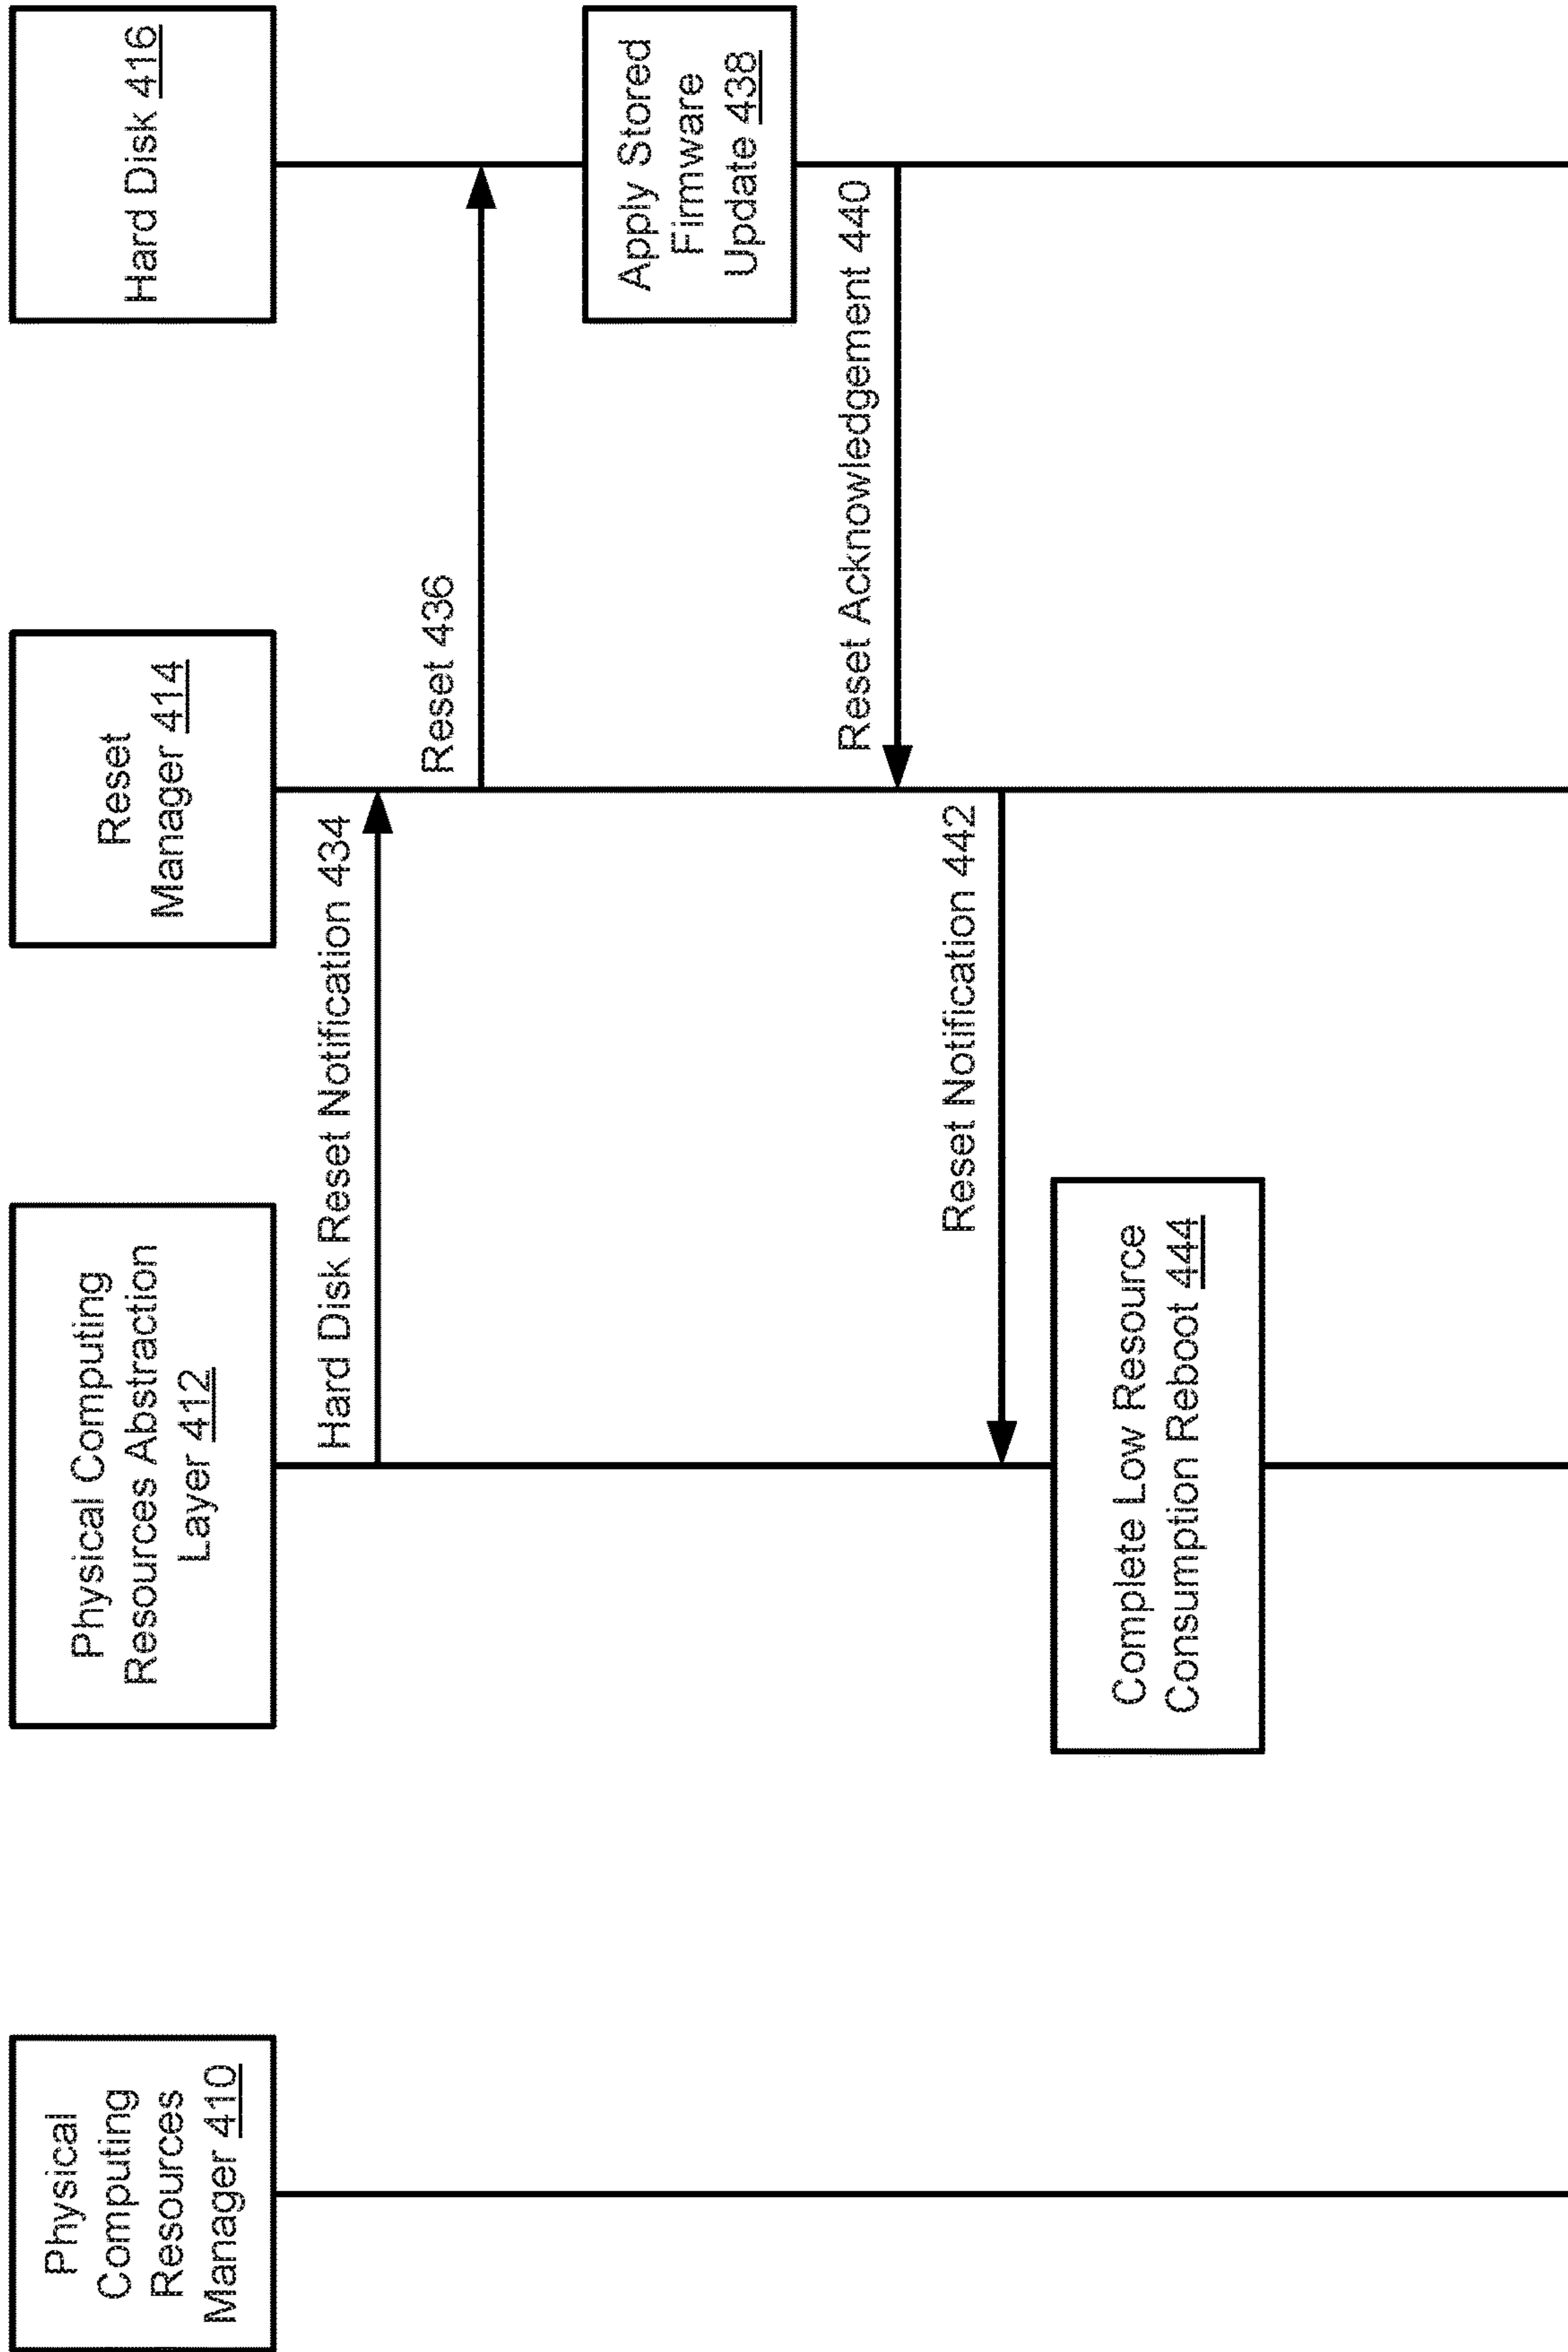 Physical
Computing
Resources
Manager 410
Physical Computing
Resources Abstraction
Layer 412
Reset
Manager 414
Hard Disk 416
Hard Disk Reset Notification 434
Reset 436
Apply Stored
Firmware
Update 438
Reset Acknowledgement 440
Reset Notification 442
Complete Low Resource
Consumption Reboot 444